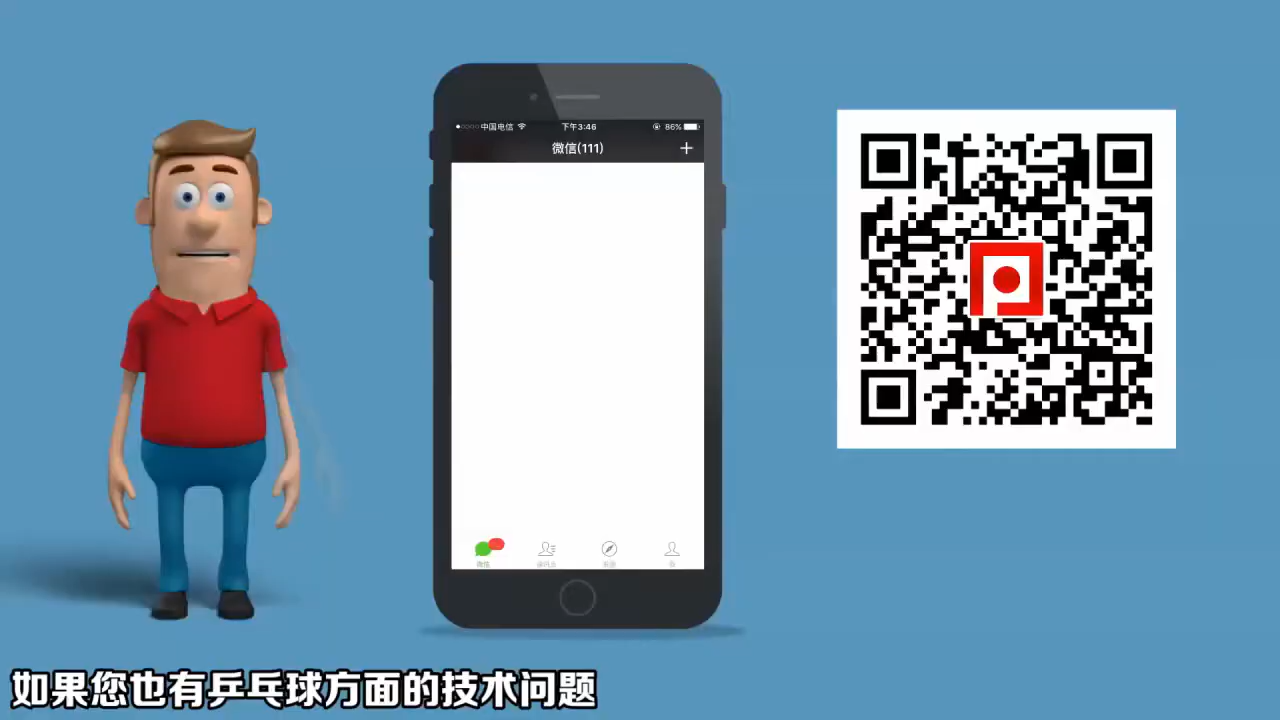 中国电信 下午3:46 86%
微信(111) +
微信
如果您也有乒乓球方面的技术问题